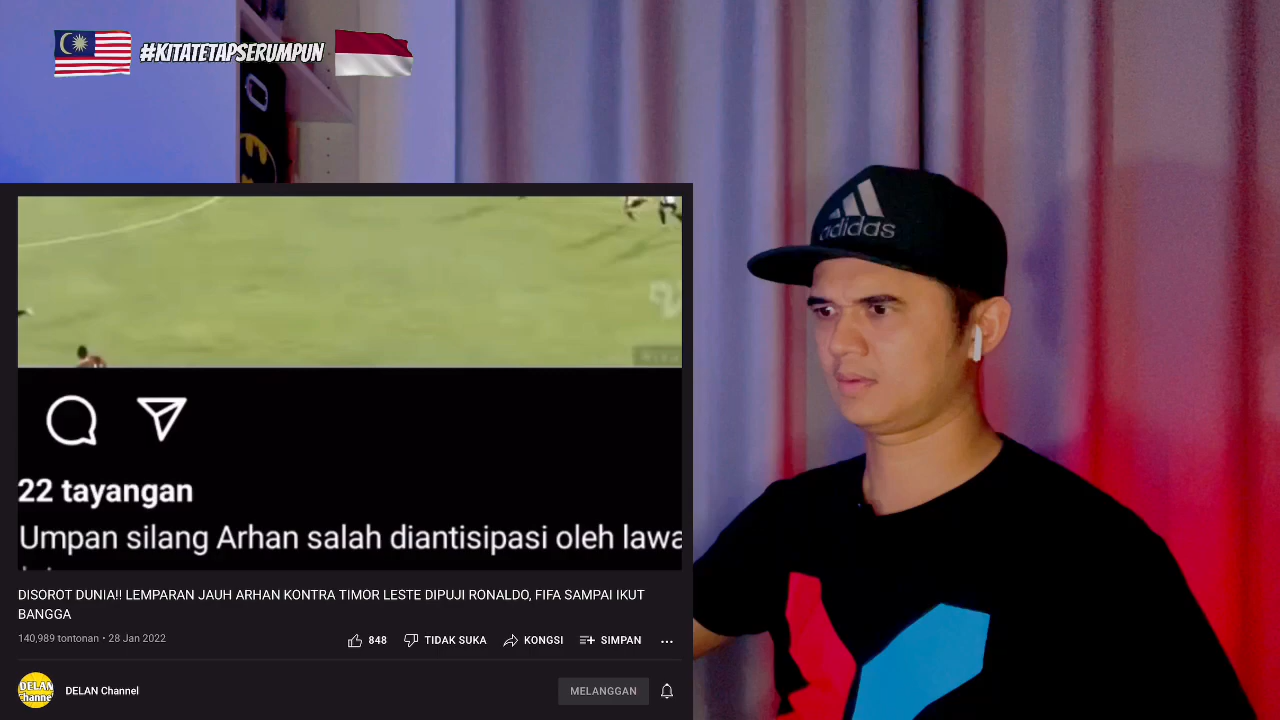 #KITATETAPSERUMPUN
adidas
22 tayangan
Umpan silang Arhan salah diantisipasi oleh lawa
DISOROT DUNIA!! LEMPARAN JAUH ARHAN KONTRA TIMOR LESTE DIPUJI RONALDO, FIFA SAMPAI IKUT
BANGGA
140,989 tontonan • 28 Jan 2022
848
TIDAK SUKA
KONGSI
SIMPAN
DELAN
Channe
DELAN Channel
MELANGGAN